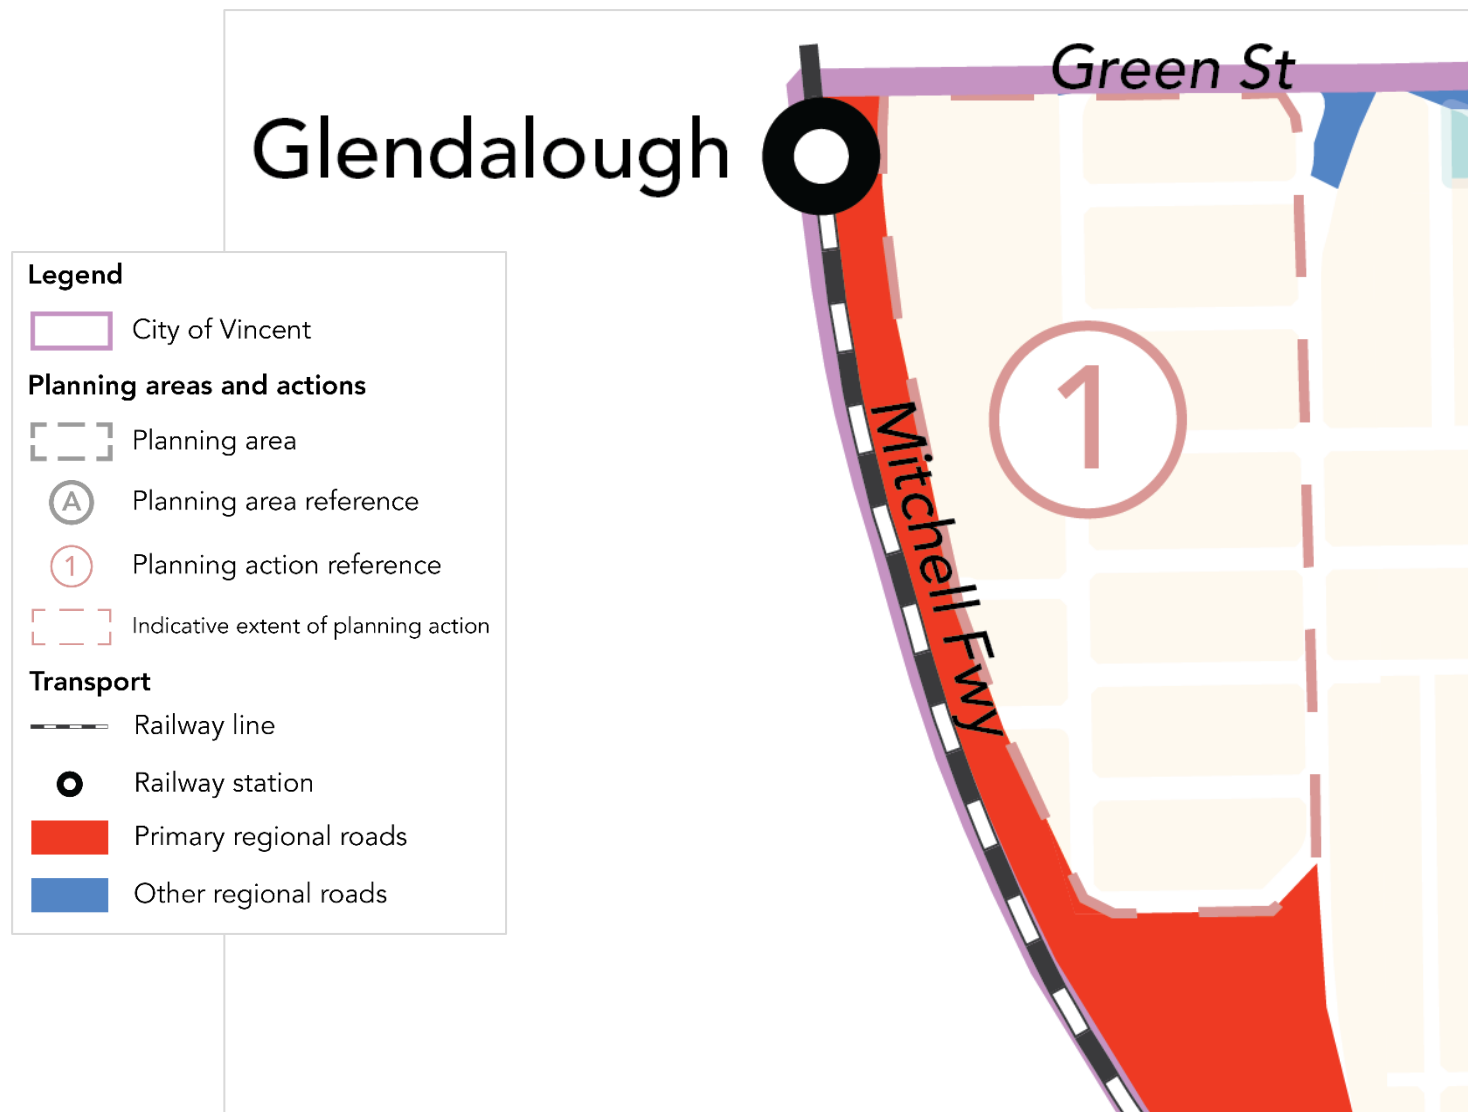 Green St
Glendalough
Legend
City of Vincent
Planning areas and actions
Planning area
A
Planning area reference
1
Planning action reference
Indicative extent of planning action
Transport
Railway line
Railway station
Primary regional roads
Other regional roads
1
Mitchell Fwy